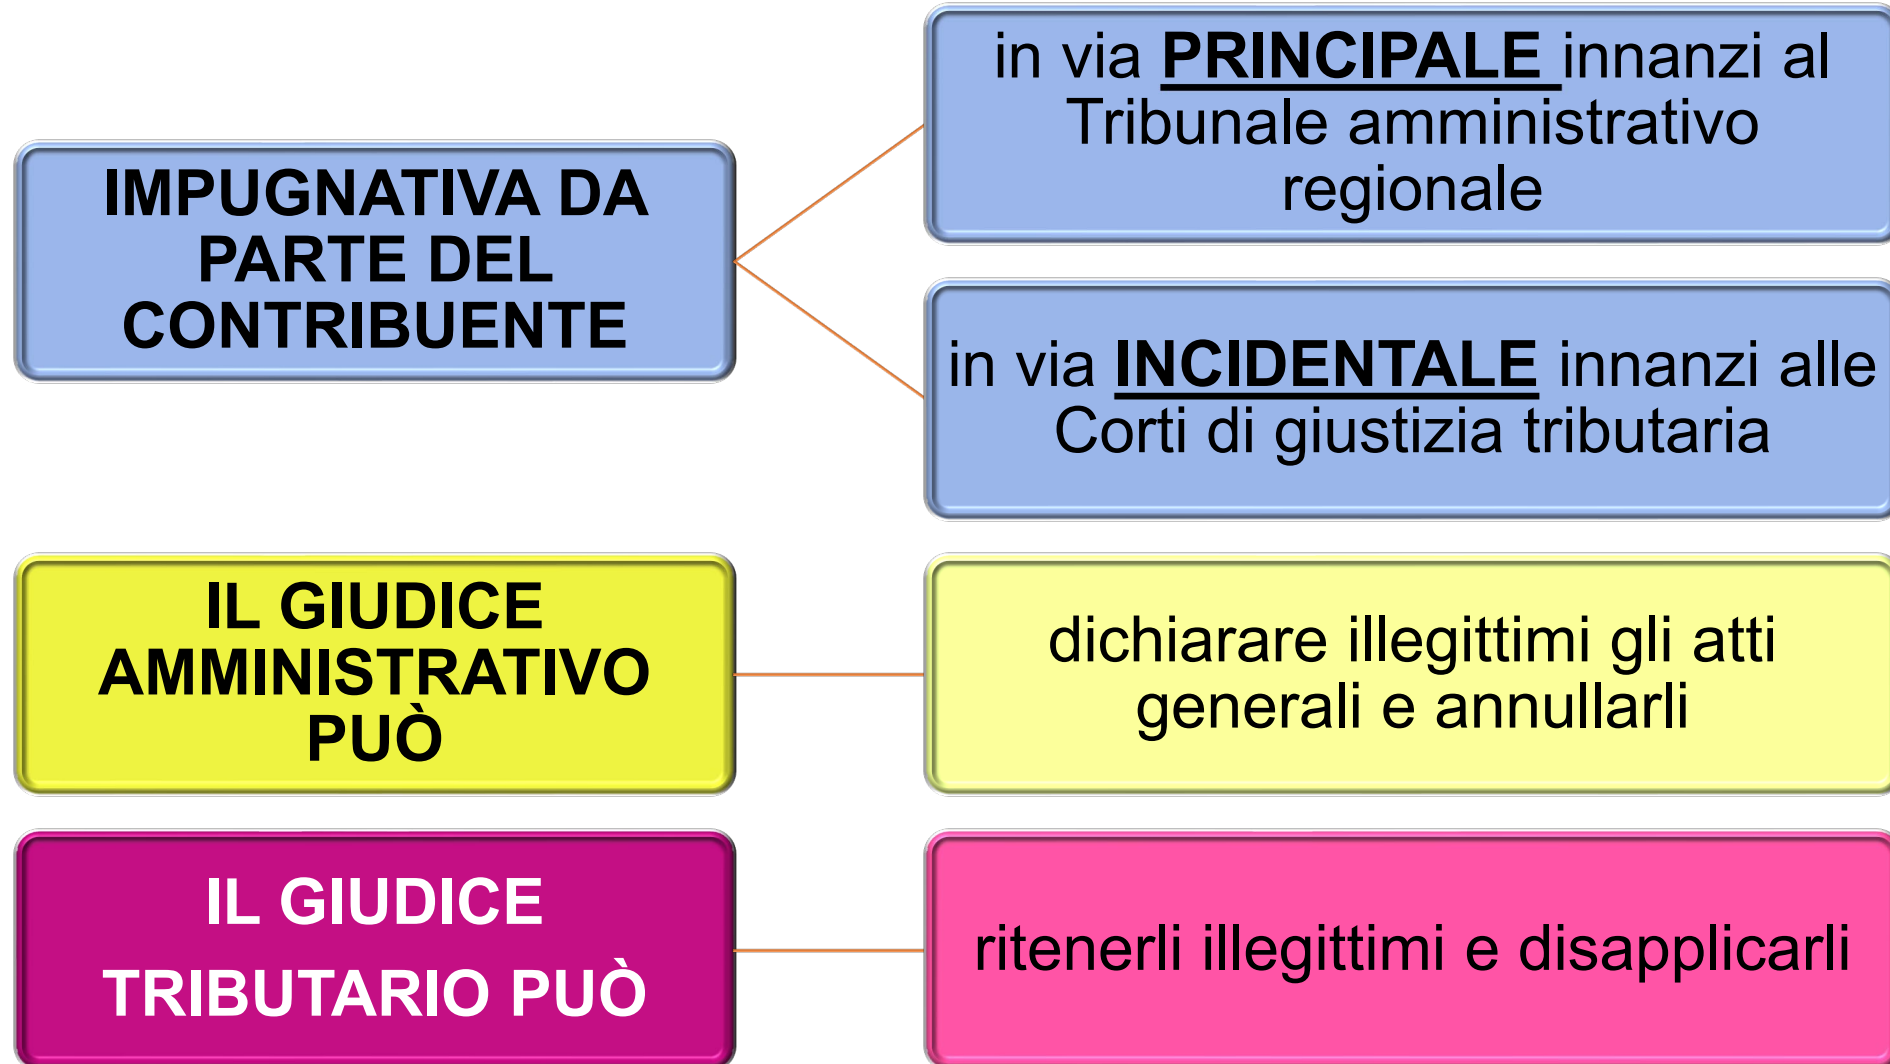 IMPUGNATIVA DA
PARTE DEL
CONTRIBUENTE
in via PRINCIPALE innanzi al
Tribunale amministrativo
regionale
in via INCIDENTALE innanzi alle
Corti di giustizia tributaria
IL GIUDICE
AMMINISTRATIVO
PUÒ
dichiarare illegittimi gli atti
generali e annullarli
IL GIUDICE
TRIBUTARIO PUÒ
ritenerli illegittimi e disapplicarli